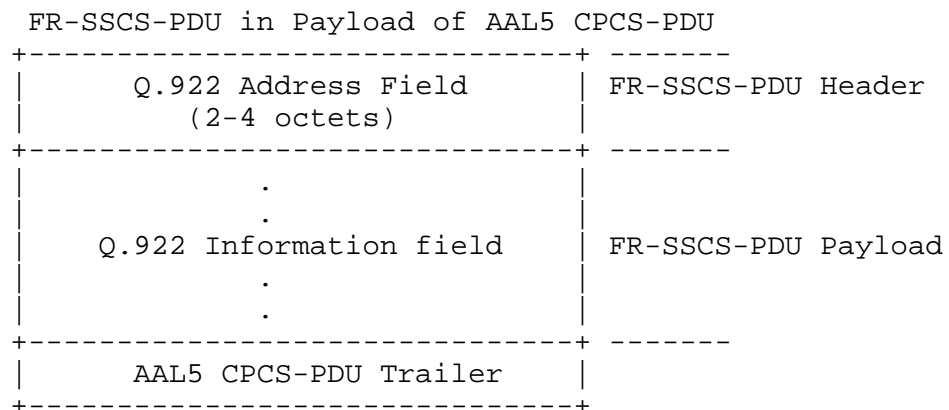 FR-SSCS-PDU in Payload of AAL5 CPCS-PDU
+-------------------------------+ -------
| Q.922 Address Field | FR-SSCS-PDU Header
| (2-4 octets) |
+-------------------------------+ -------
| . |
| . |
| Q.922 Information field | FR-SSCS-PDU Payload
| . |
| . |
+-------------------------------+ -------
| AAL5 CPCS-PDU Trailer |
+-------------------------------+